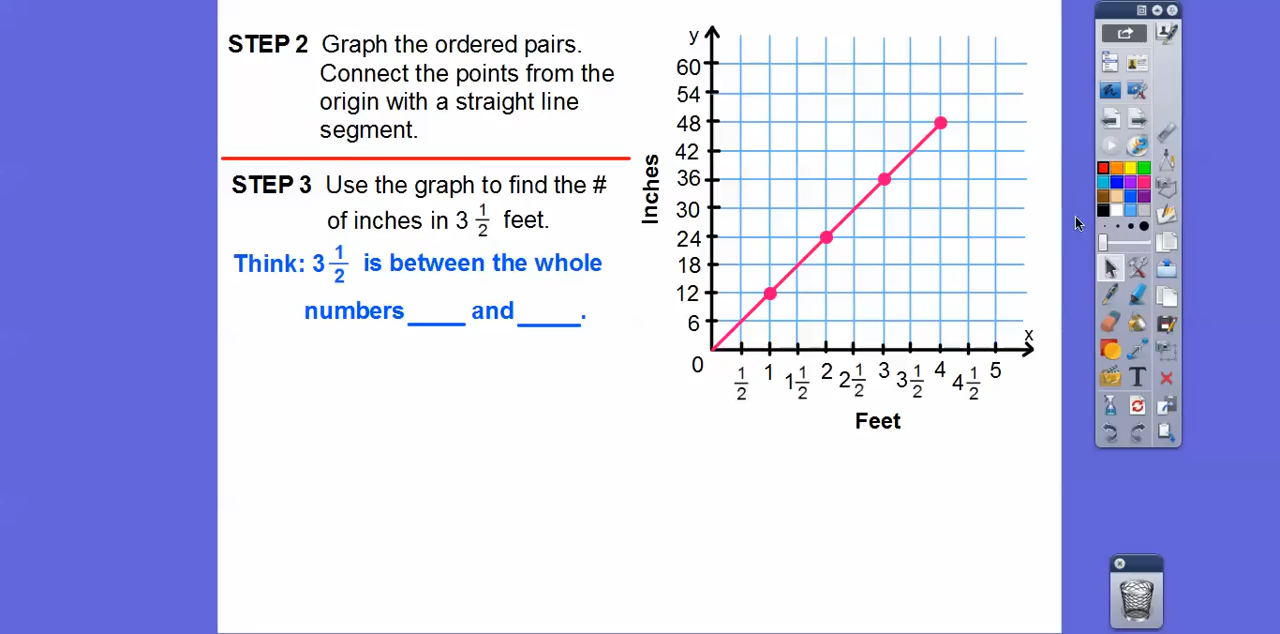 STEP 2 Graph the ordered pairs.
Connect the points from the
origin with a straight line
segment.
STEP 3 Use the graph to find the #
of inches in 3 1/2 feet.
Think: 3 1/2 is between the whole
numbers ____ and ____.
y
60
54
48
42
36
30
24
18
12
6
0
Inches
x
1/2 1 1 1/2 2 2 1/2 3 3 1/2 4 4 1/2 5
Feet
T